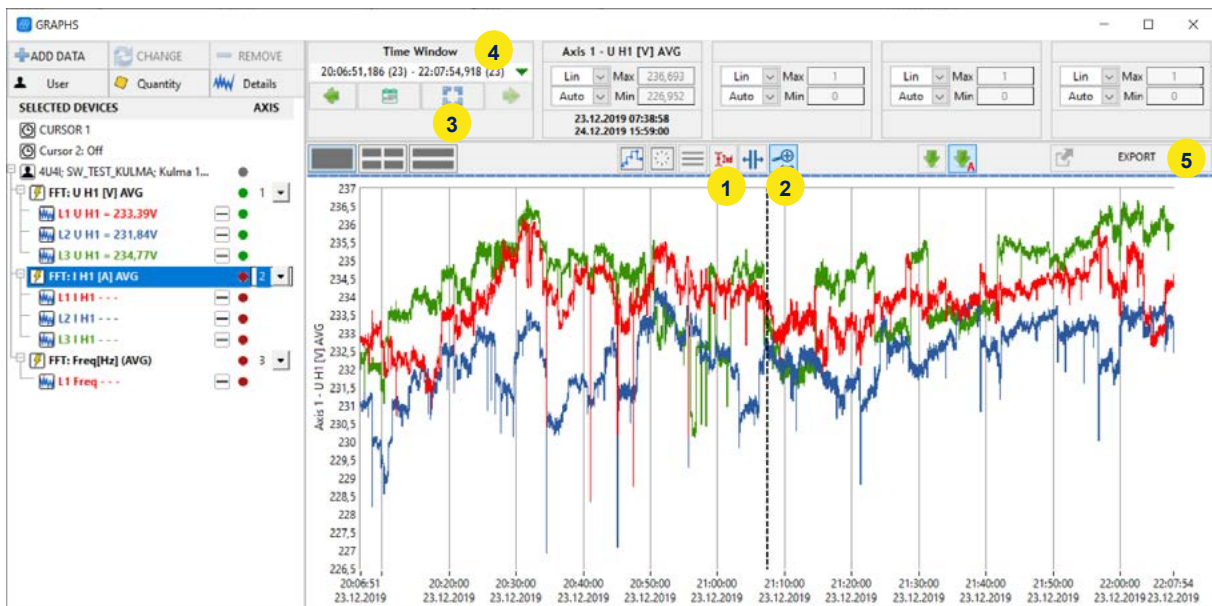 GRAPHS
ADD DATA CHANGE REMOVE
User Quantity Details
SELECTED DEVICES AXIS
CURSOR 1
Cursor 2: Off
4U4I; SW_TEST_KULMA; Kulma 1...
FFT: U H1 [V] AVG 1
L1 U H1 = 233,39V
L2 U H1 = 231,84V
L3 U H1 = 234,77V
FFT: I H1 [A] AVG 2
L1 I H1 - - -
L2 I H1 - - -
L3 I H1 - - -
FFT: Freq[Hz] (AVG) 3
L1 Freq - - -
Time Window 4
20:06:51,186 (23) - 22:07:54,918 (23)
3
Axis 1 - U H1 [V] AVG
Lin Max 236,693
Auto Min 226,952
23.12.2019 07:38:58
24.12.2019 15:59:00
Lin Max 1
Auto Min 0
Lin Max 1
Auto Min 0
Lin Max 1
Auto Min 0
2nd
A
EXPORT 5
1 2
Axis 1 - U H1 [V] AVG
237
236,5
236
235,5
235
234,5
234
233,5
233
232,5
232
231,5
231
230,5
230
229,5
229
228,5
228
227,5
227
226,5
20:06:51 20:20:00 20:30:00 20:40:00 20:50:00 21:00:00 21:10:00 21:20:00 21:30:00 21:40:00 21:50:00 22:00:00 22:07:54
23.12.2019 23.12.2019 23.12.2019 23.12.2019 23.12.2019 23.12.2019 23.12.2019 23.12.2019 23.12.2019 23.12.2019 23.12.2019 23.12.2019 23.12.2019